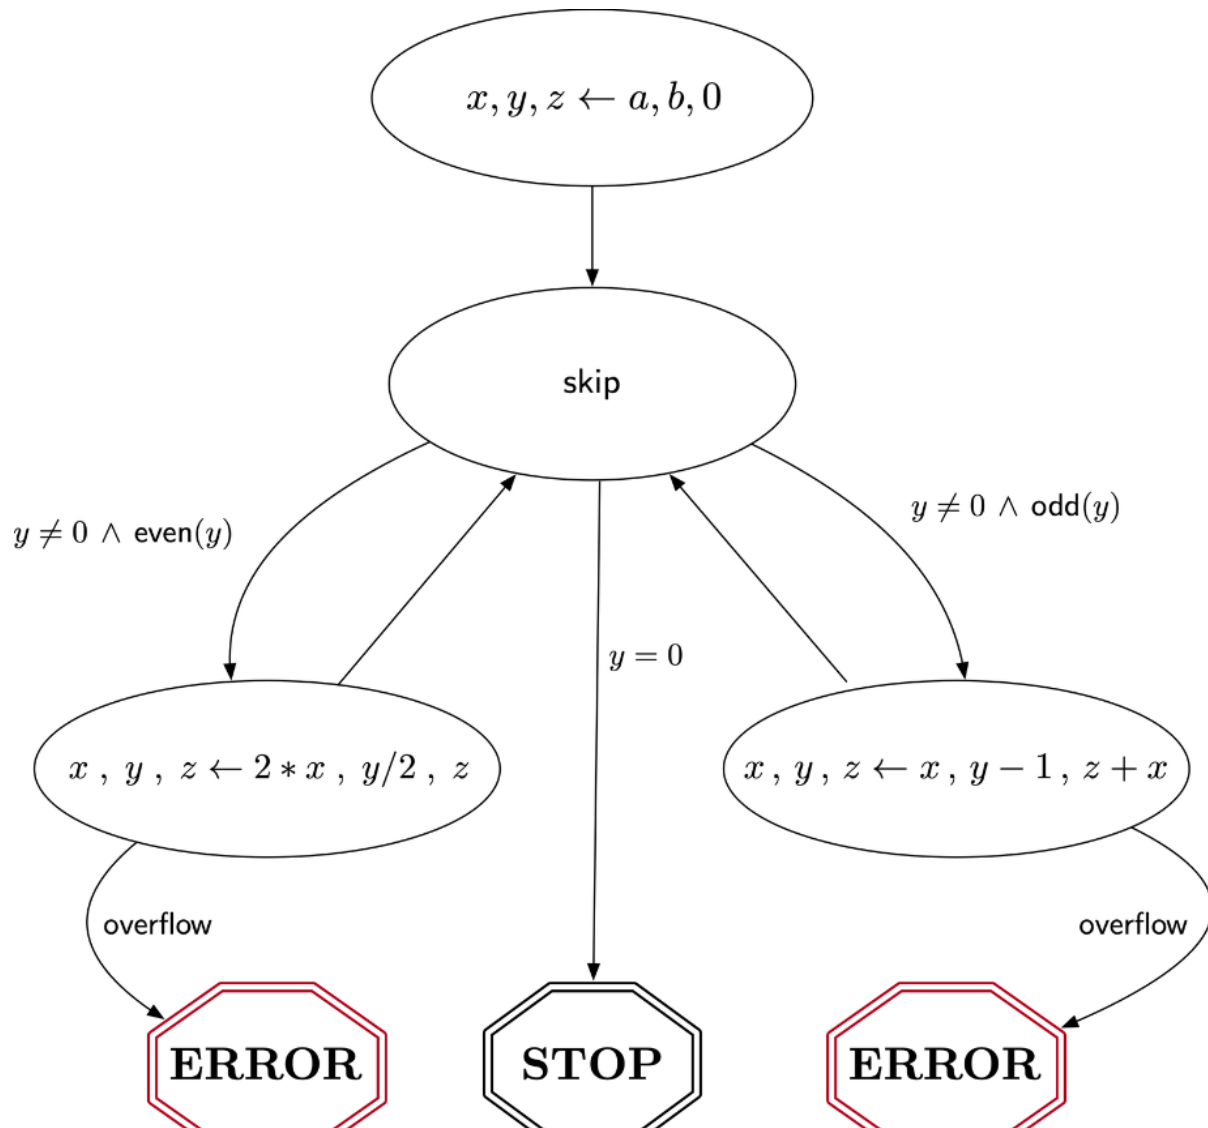 x, y, z ← a, b, 0
skip
y ≠ 0 ∧ even(y)
y ≠ 0 ∧ odd(y)
y = 0
x , y , z ← 2 ∗ x , y/2 , z
x , y , z ← x , y − 1 , z + x
overflow
overflow
ERROR
STOP
ERROR